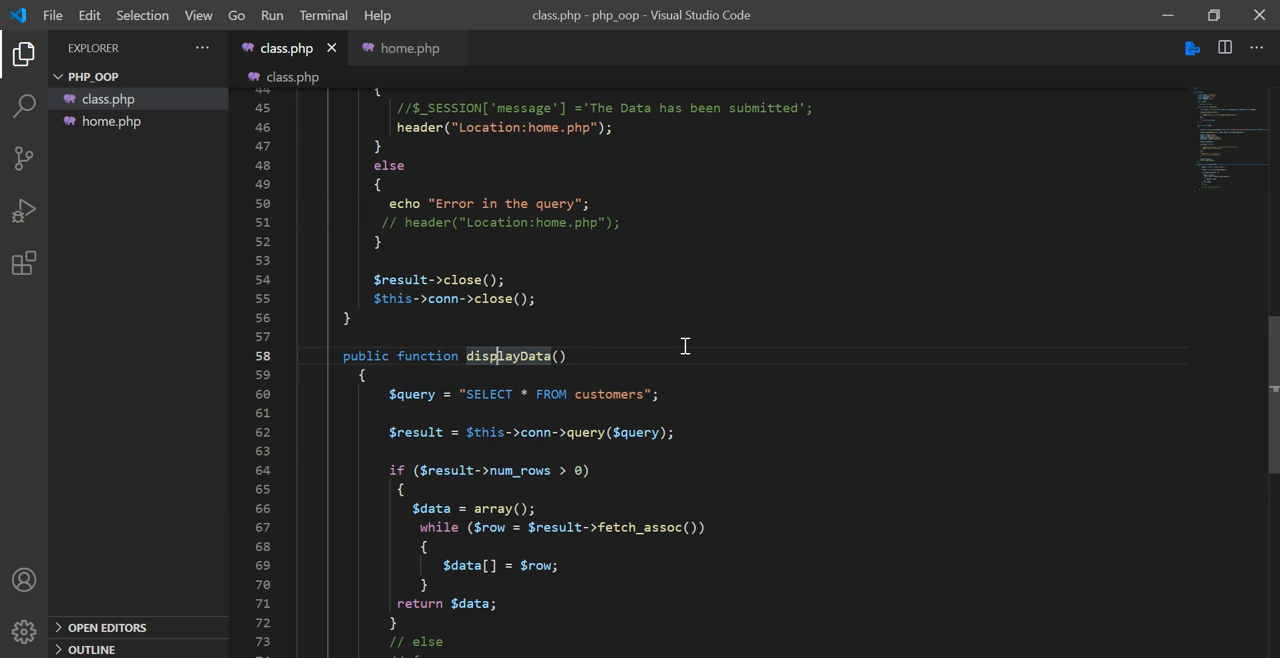 File Edit Selection View Go Run Terminal Help class.php - php_oop - Visual Studio Code
EXPLORER
PHP_OOP
class.php
home.php
OPEN EDITORS
OUTLINE
class.php home.php
class.php
44 {
45 //$_SESSION['message'] ='The Data has been submitted';
46 header("Location:home.php");
47 }
48 else
49 {
50 echo "Error in the query";
51 // header("Location:home.php");
52 }
53
54 $result->close();
55 $this->conn->close();
56 }
57
58 public function displayData()
59 {
60 $query = "SELECT * FROM customers";
61
62 $result = $this->conn->query($query);
63
64 if ($result->num_rows > 0)
65 {
66 $data = array();
67 while ($row = $result->fetch_assoc())
68 {
69 $data[] = $row;
70 }
71 return $data;
72 }
73 // else